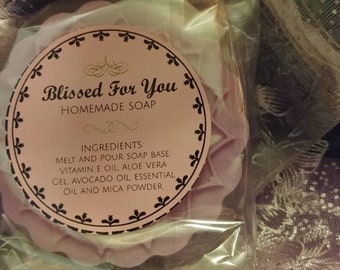 Blissed For You
HOMEMADE SOAP
INGREDIENTS
MELT AND POUR SOAP BASE
VITAMIN E OIL, ALOE VERA
GEL, AVOCADO OIL, ESSENTIAL
OIL AND MICA POWDER.